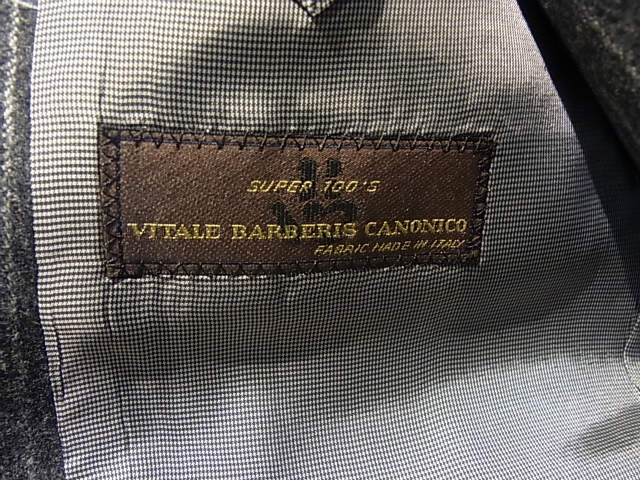 SUPER 100'S
VITALE BARBERIS CANONICO
FABRIC MADE IN ITALY